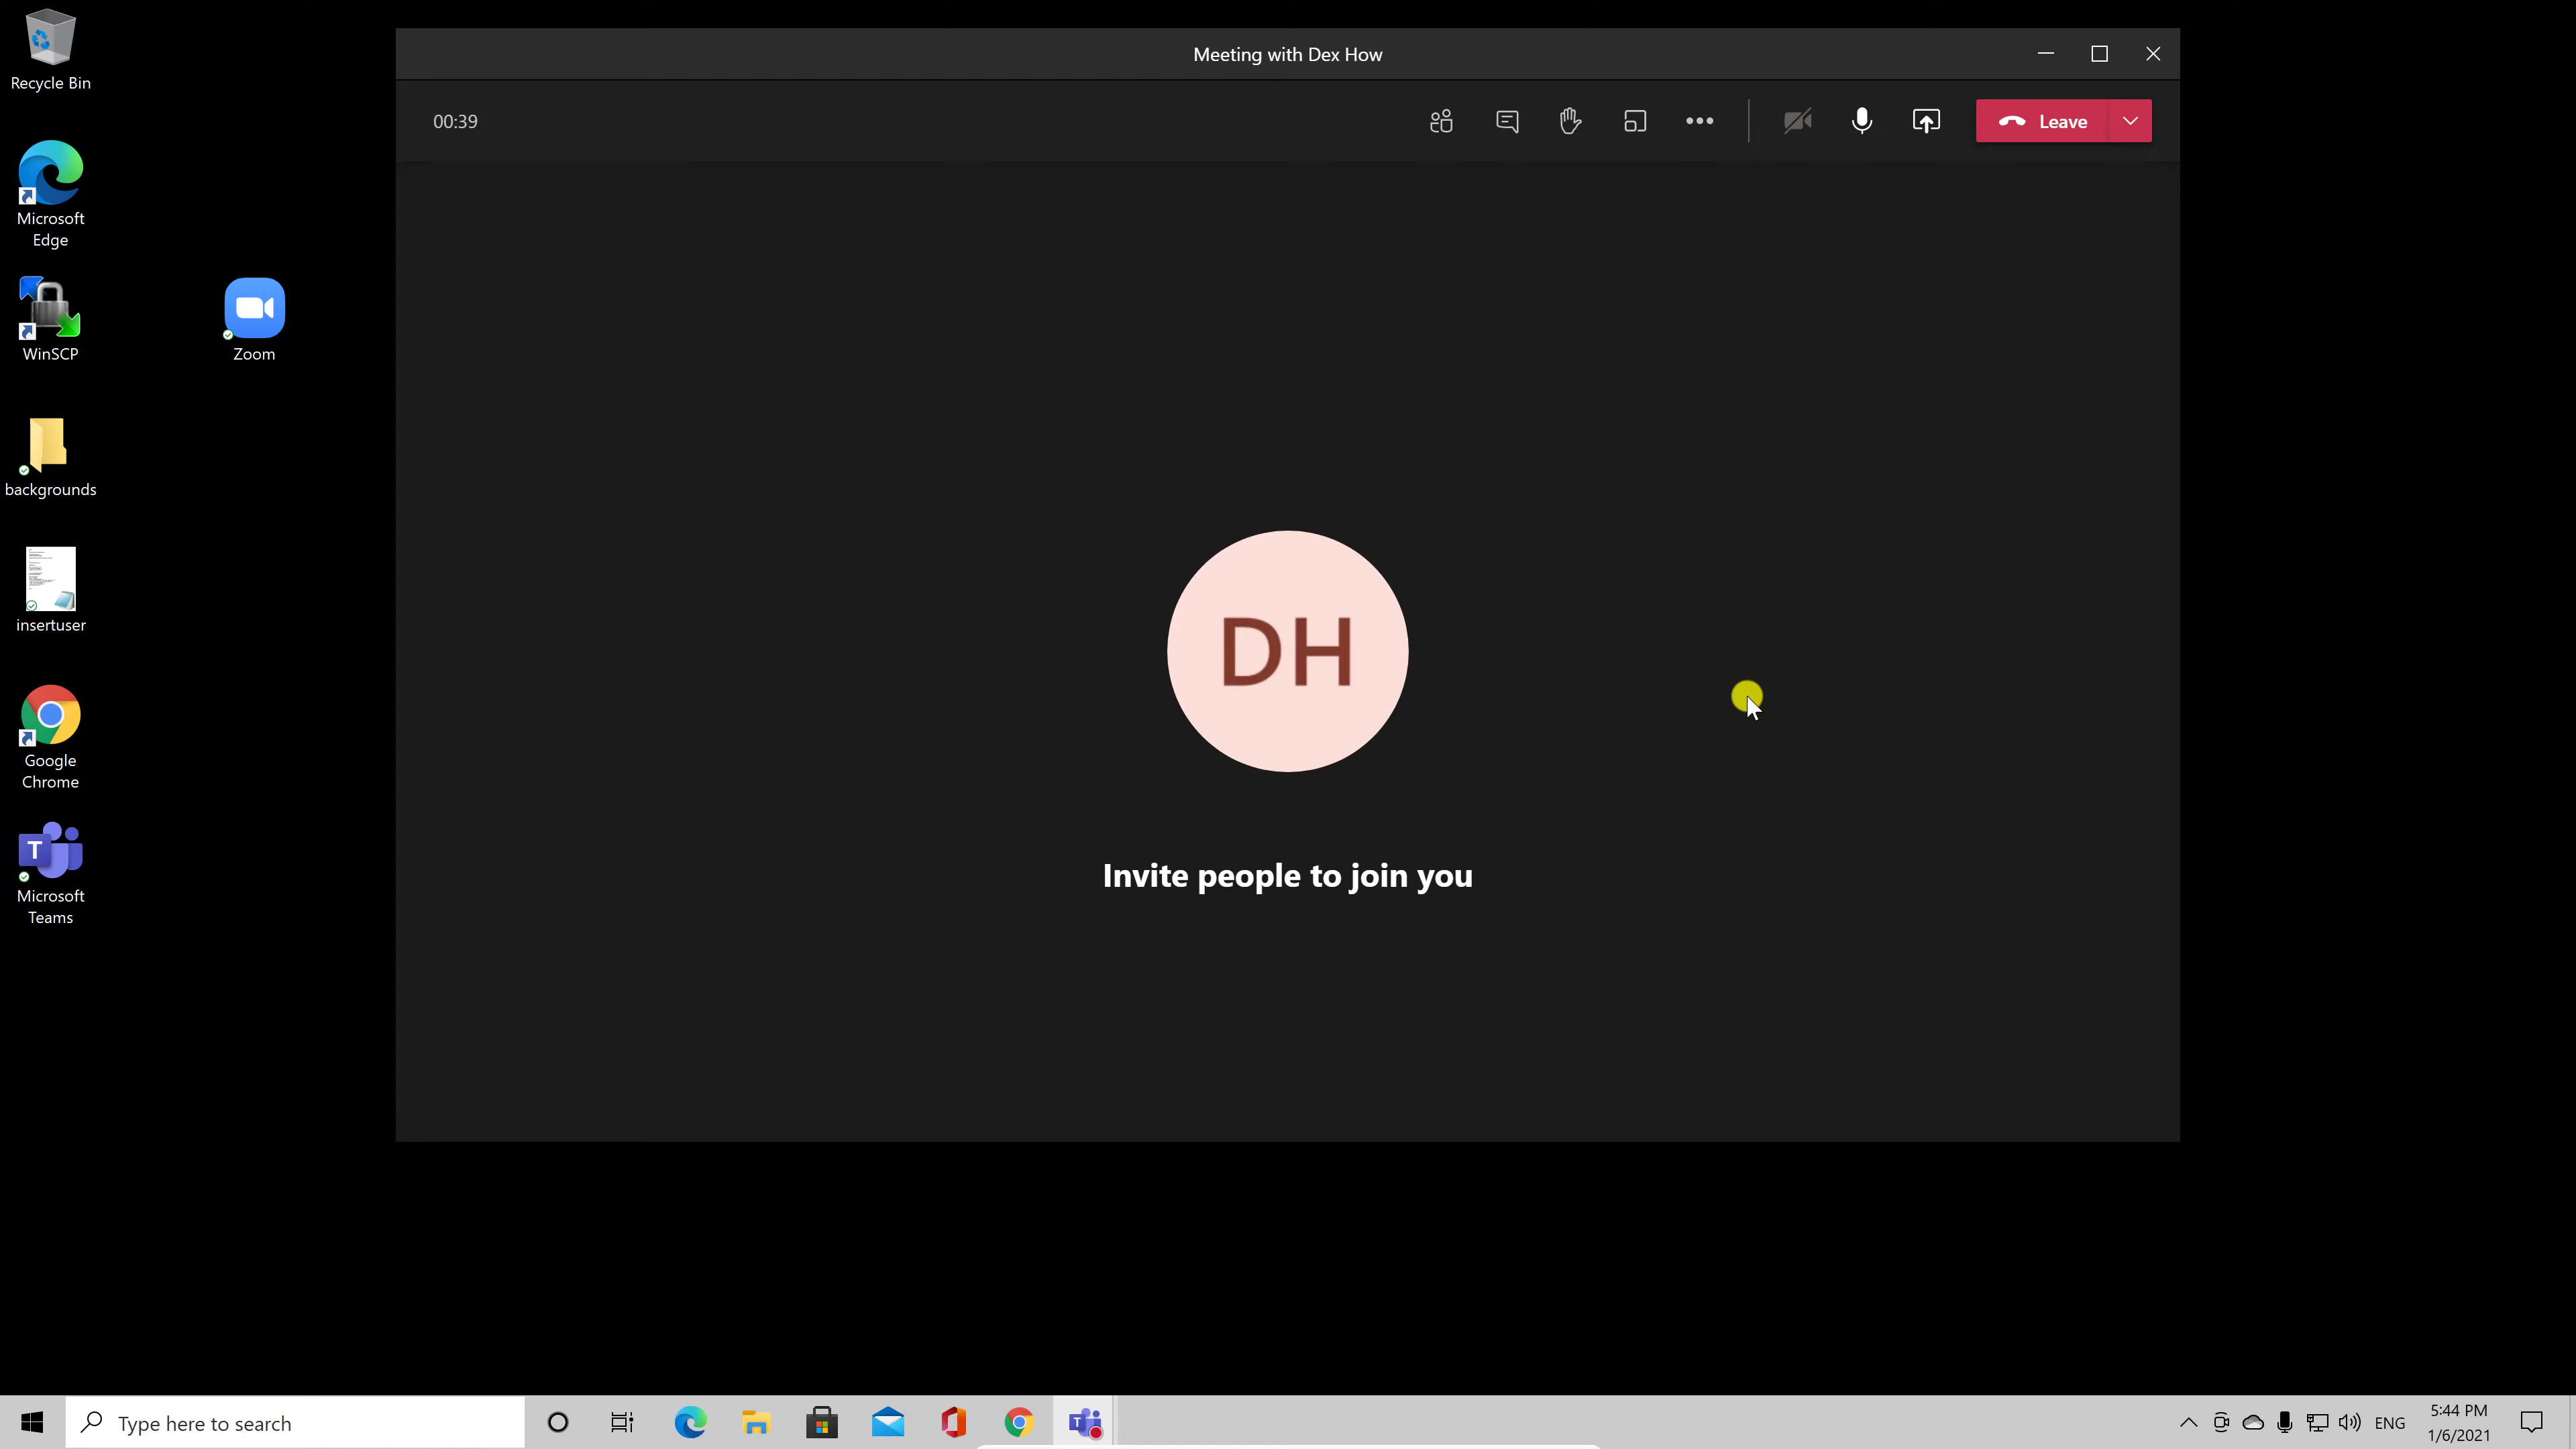 Recycle Bin
Microsoft
Edge
WinSCP
Zoom
backgrounds
insertuser
Google
Chrome
T
Microsoft
Teams
Meeting with Dex How
00:39
Leave
DH
Invite people to join you
Type here to search
T
ENG
5:44 PM
1/6/2021